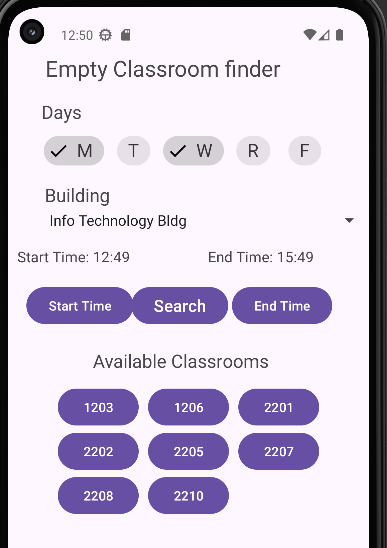 12:50
Empty Classroom finder
Days
M T W R F
Building
Info Technology Bldg
Start Time: 12:49 End Time: 15:49
Start Time Search End Time
Available Classrooms
1203 1206 2201
2202 2205 2207
2208 2210